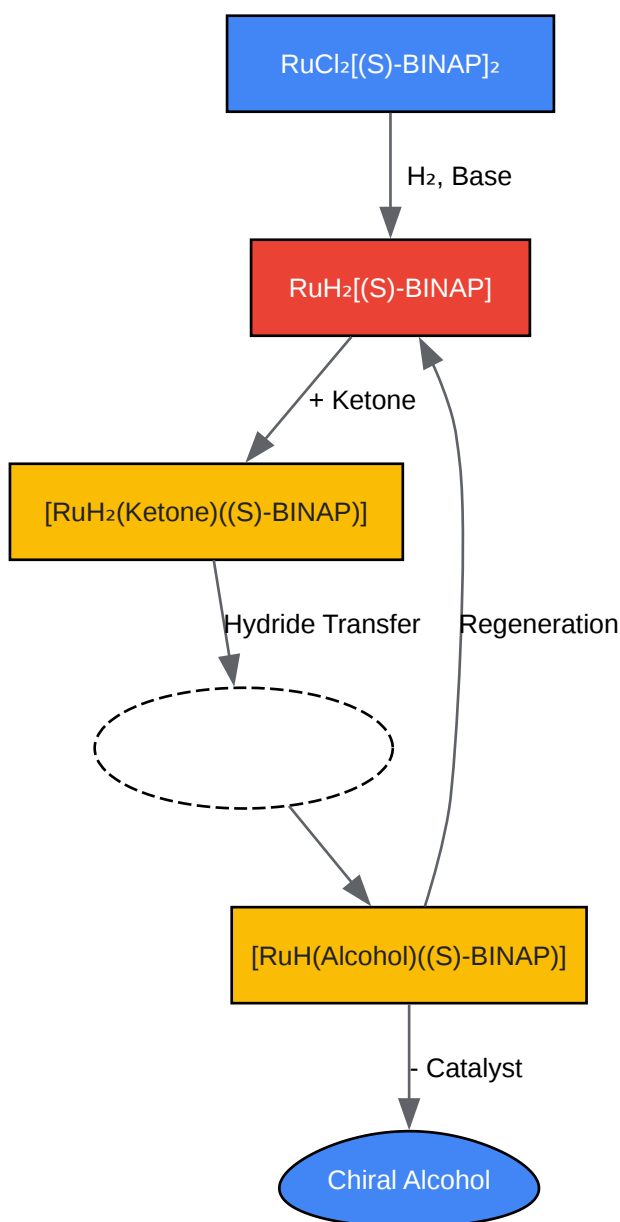 RuCl₂[(S)-BINAP]₂
H₂, Base
RuH₂[(S)-BINAP]
+ Ketone
[RuH₂(Ketone)((S)-BINAP)]
Hydride Transfer
Regeneration
[RuH(Alcohol)((S)-BINAP)]
- Catalyst
Chiral Alcohol